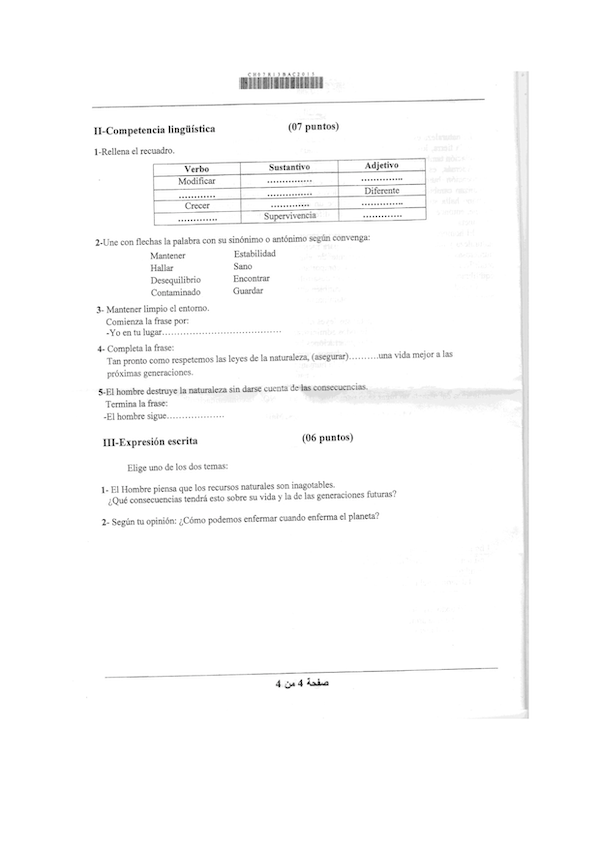 II-Competencia lingüística (07 puntos)
1-Rellena el recuadro.
Verbo Sustantivo Adjetivo
Modificar …………… …………..
………… …………… Diferente
Crecer …………. …………..
…………. Supervivencia …………
2-Une con flechas la palabra con su sinónimo o antónimo según convenga:
Mantener Estabilidad
Hallar Sano
Desequilibrio Encontrar
Contaminado Guardar
3- Mantener limpio el entorno.
Comienza la frase por:
-Yo en tu lugar…………………………………
4- Completa la frase:
Tan pronto como respetemos las leyes de la naturaleza, (asegurar)……….una vida mejor a las
próximas generaciones.
5-El hombre destruye la naturaleza sin darse cuenta de las consecuencias.
Termina la frase:
-El hombre sigue……………….
III-Expresión escrita (06 puntos)
Elige uno de los dos temas:
1- El Hombre piensa que los recursos naturales son inagotables.
¿Qué consecuencias tendrá esto sobre su vida y la de las generaciones futuras?
2- Según tu opinión: ¿Cómo podemos enfermar cuando enferma el planeta?
صفحة 4 من 4